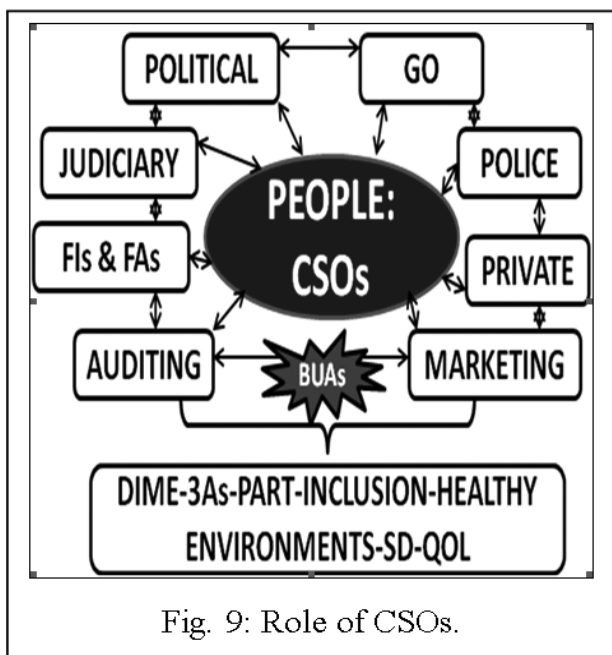 POLITICAL
GO
JUDICIARY
POLICE
PEOPLE:
CSOs
FIs & FAs
PRIVATE
AUDITING
BUAs
MARKETING
DIME-3As-PART-INCLUSION-HEALTHY
ENVIRONMENTS-SD-QOL
Fig. 9: Role of CSOs.